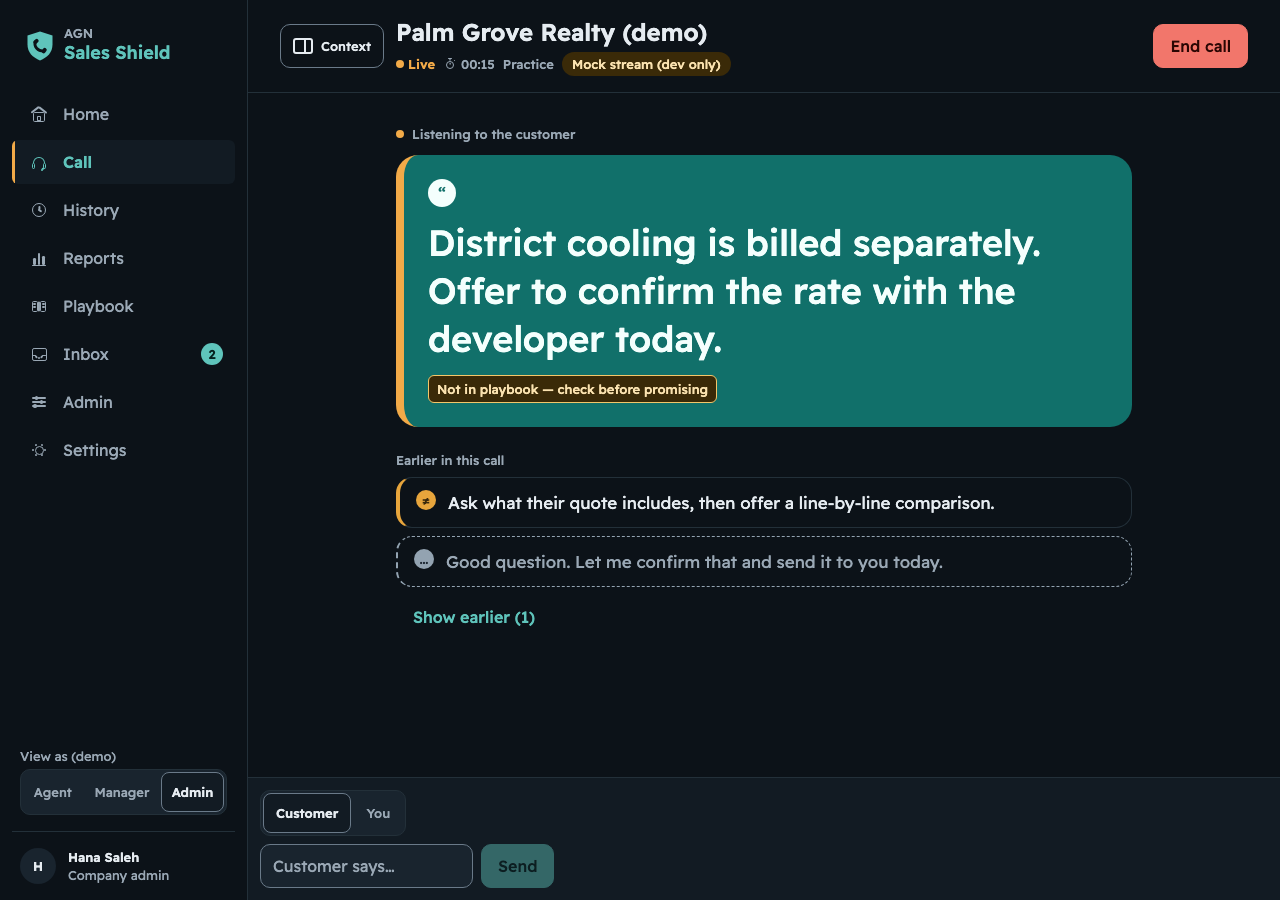 AGN
Sales Shield
Home
Call
History
Reports
Playbook
Inbox
2
Admin
Settings
View as (demo)
Agent
Manager
Admin
H
Hana Saleh
Company admin
Context
Palm Grove Realty (demo)
Live
00:15
Practice
Mock stream (dev only)
End call
Listening to the customer
“
District cooling is billed separately.
Offer to confirm the rate with the
developer today.
Not in playbook — check before promising
Earlier in this call
≠
Ask what their quote includes, then offer a line-by-line comparison.
…
Good question. Let me confirm that and send it to you today.
Show earlier (1)
Customer
You
Customer says…
Send